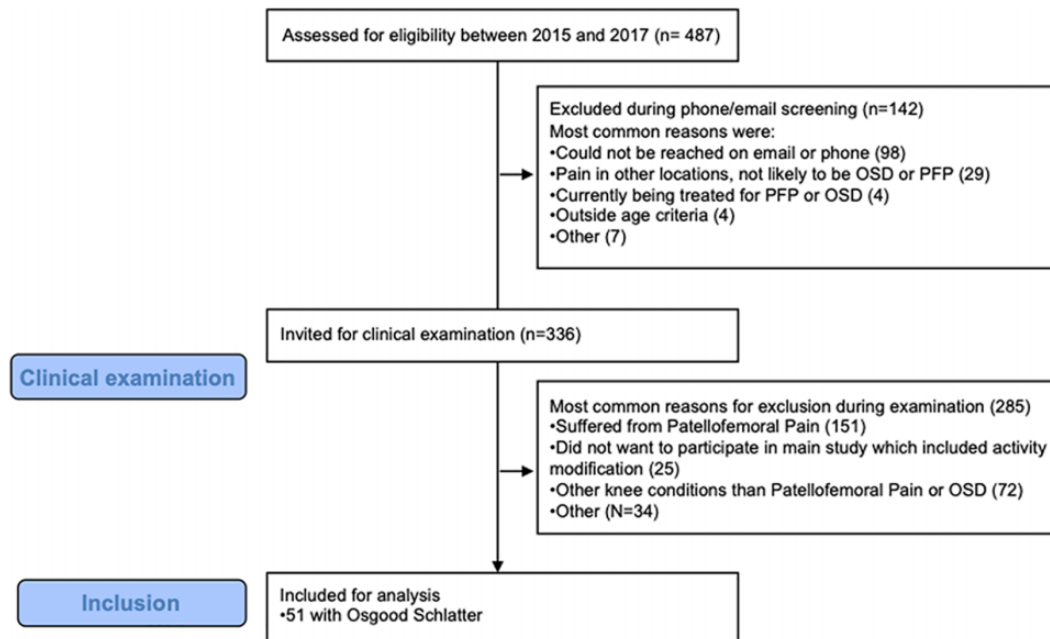 Assessed for eligibility between 2015 and 2017 (n= 487)
Excluded during phone/email screening (n=142)
Most common reasons were:
•Could not be reached on email or phone (98)
•Pain in other locations, not likely to be OSD or PFP (29)
•Currently being treated for PFP or OSD (4)
•Outside age criteria (4)
•Other (7)
Invited for clinical examination (n=336)
Clinical examination
Most common reasons for exclusion during examination (285)
•Suffered from Patellofemoral Pain (151)
•Did not want to participate in main study which included activity
modification (25)
•Other knee conditions than Patellofemoral Pain or OSD (72)
•Other (N=34)
Inclusion
Included for analysis
•51 with Osgood Schlatter